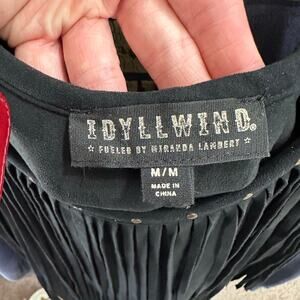 IDYLLWIND®
☆ FUELED BY MIRANDA LAMBERT ☆
M/M
MADE IN
CHINA